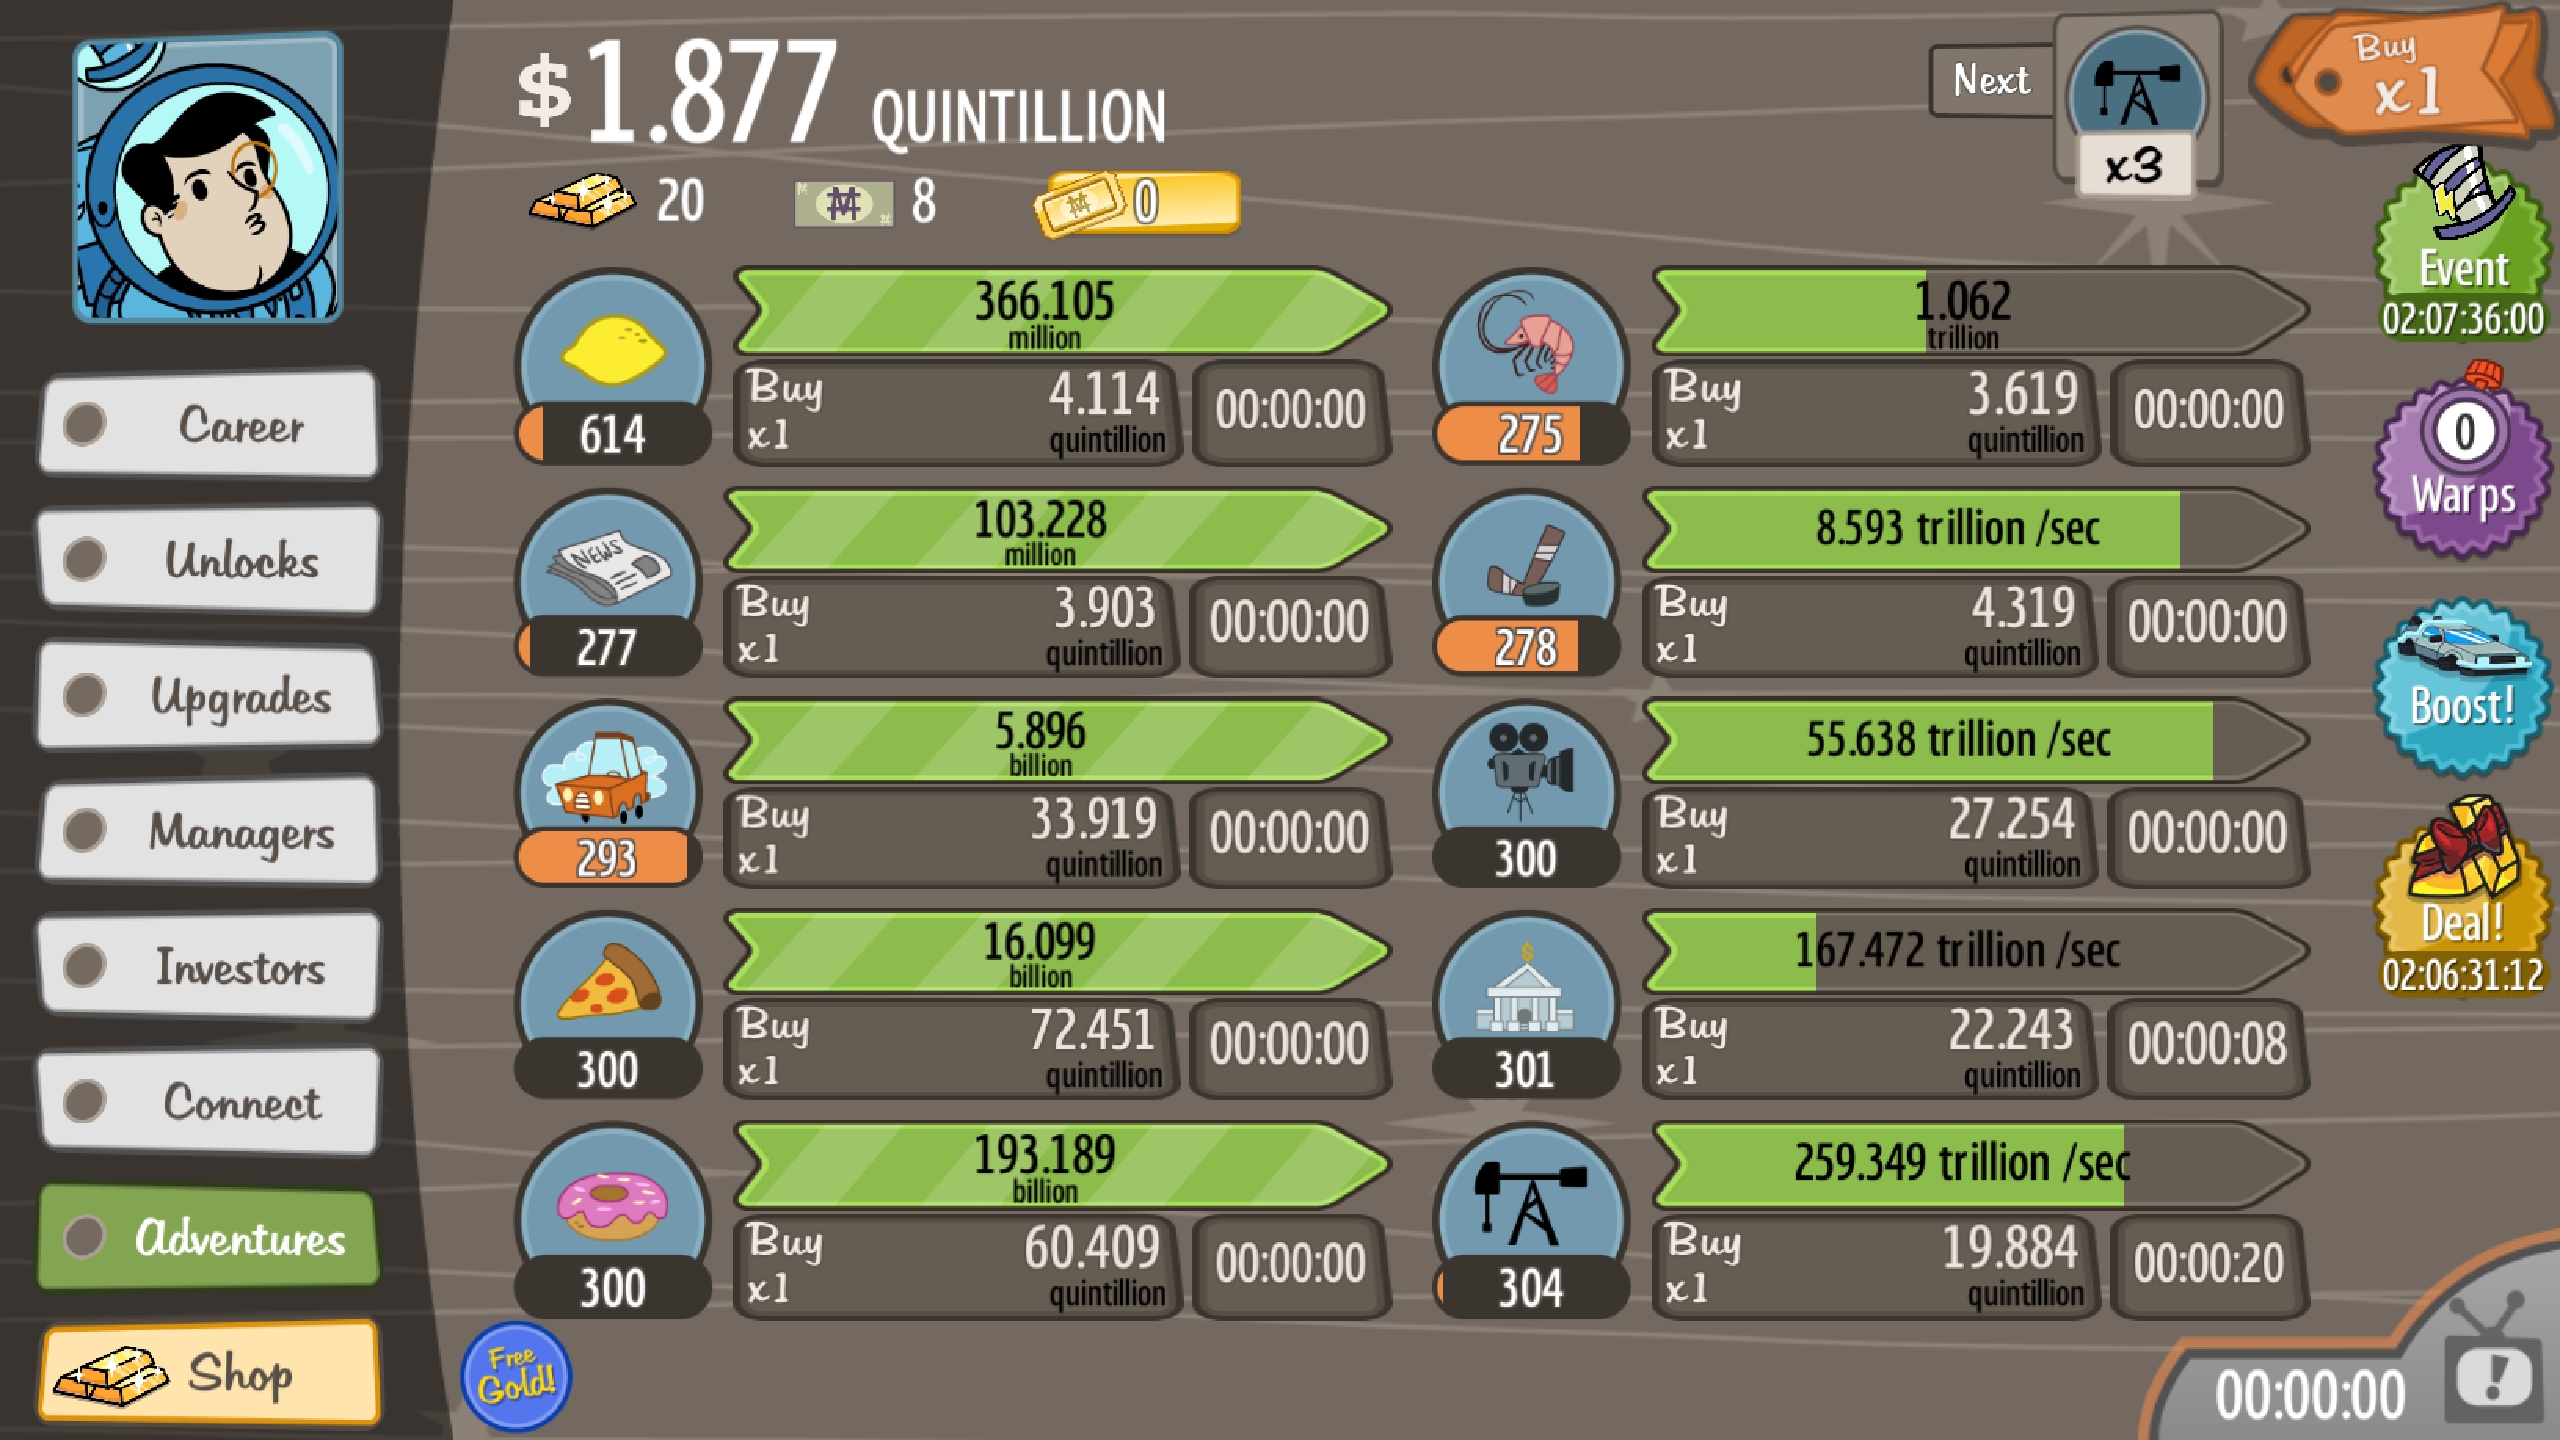 $1.877 QUINTILLION
Next
x3
Buy
x1
20
8
0
Event
02:07:36:00
0
Warps
Boost!
Deal!
02:06:31:12
Career
Unlocks
Upgrades
Managers
Investors
Connect
Adventures
Shop
366.105
million
614
Buy
x1
4.114
quintillion
00:00:00
1.062
trillion
275
Buy
x1
3.619
quintillion
00:00:00
NEWS
103.228
million
277
Buy
x1
3.903
quintillion
00:00:00
8.593 trillion /sec
278
Buy
x1
4.319
quintillion
00:00:00
5.896
billion
293
Buy
x1
33.919
quintillion
00:00:00
55.638 trillion /sec
300
Buy
x1
27.254
quintillion
00:00:00
16.099
billion
300
Buy
x1
72.451
quintillion
00:00:00
167.472 trillion /sec
301
Buy
x1
22.243
quintillion
00:00:08
193.189
billion
300
Buy
x1
60.409
quintillion
00:00:00
259.349 trillion /sec
304
Buy
x1
19.884
quintillion
00:00:20
Free
Gold!
00:00:00
!